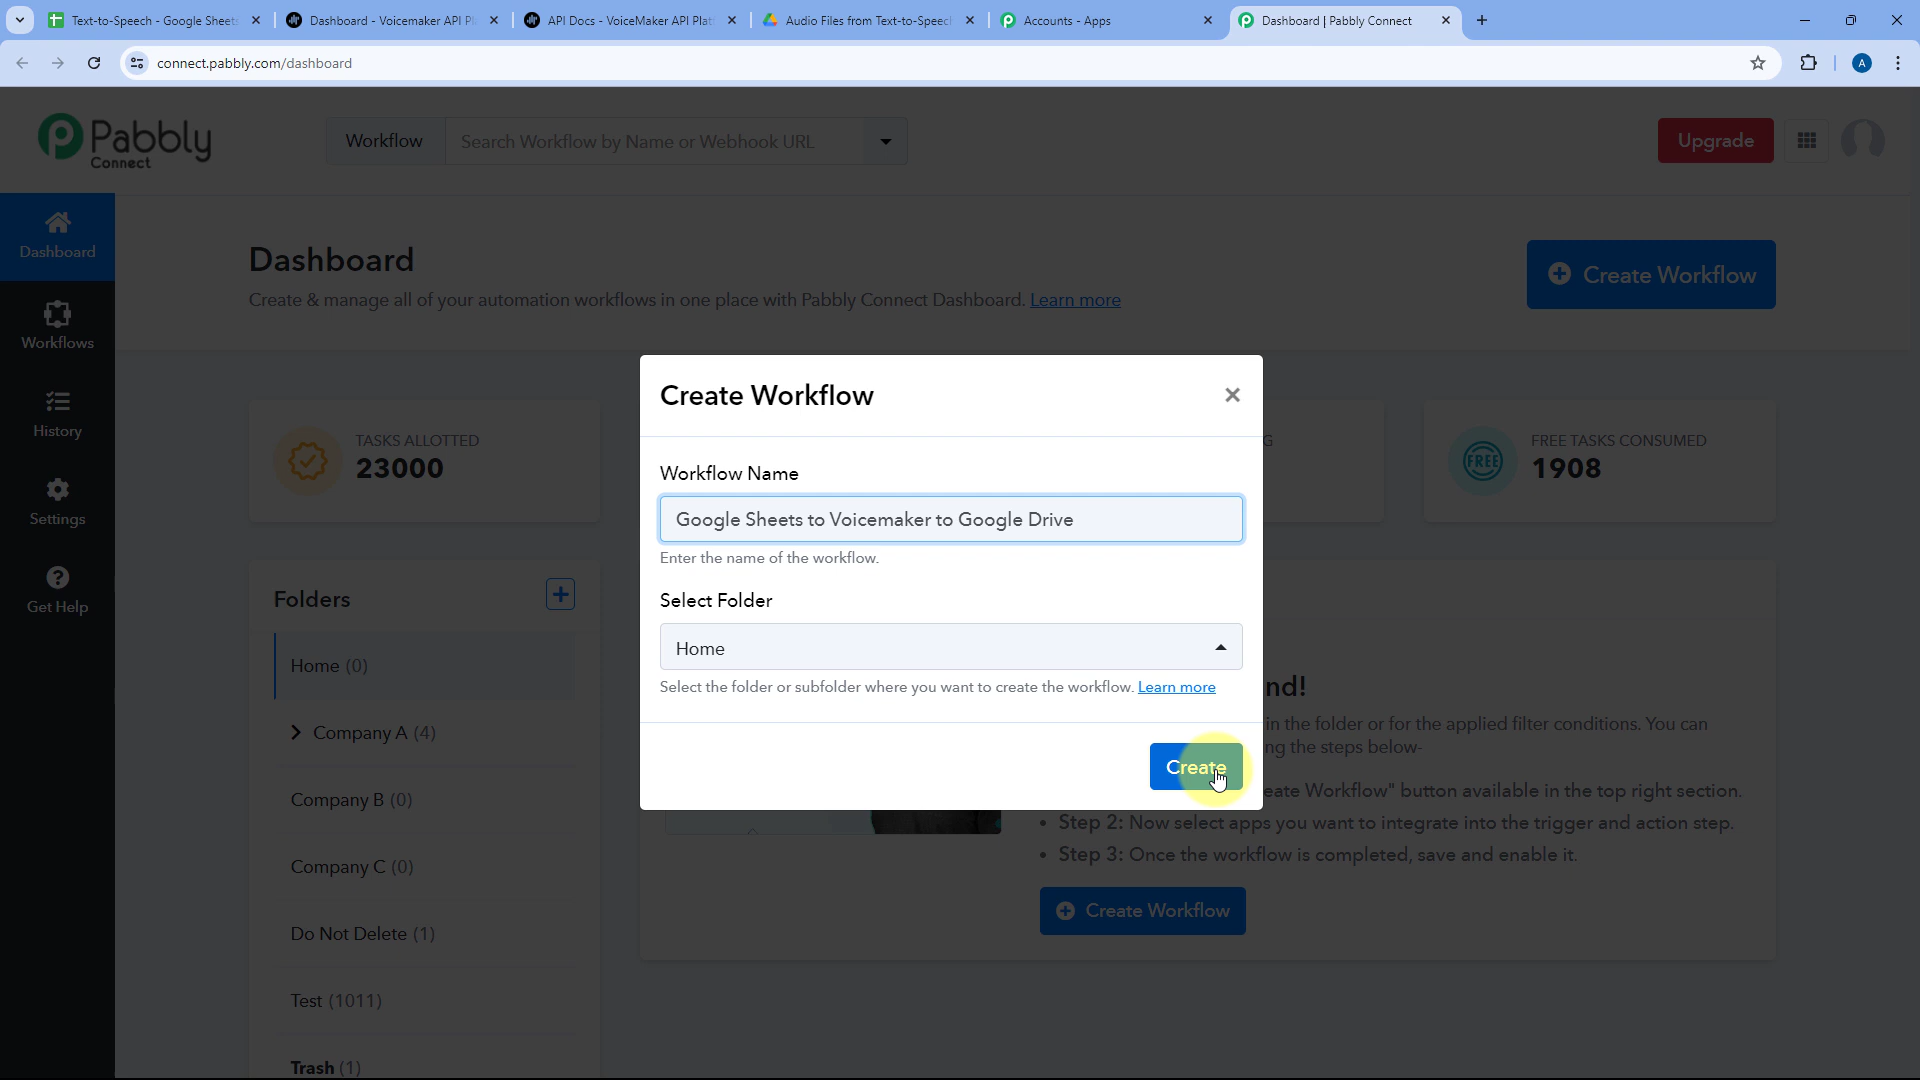 Text-to-Speech - Google Sheets
Dashboard - Voicemaker API Pl
API Docs - VoiceMaker API Plat
Audio Files from Text-to-Speech
Accounts - Apps
Dashboard | Pabbly Connect
connect.pabbly.com/dashboard
A
Pabbly
Connect
Workflow
Search Workflow by Name or Webhook URL
Upgrade
Dashboard
Workflows
History
Settings
Get Help
Dashboard
Create & manage all of your automation workflows in one place with Pabbly Connect Dashboard. Learn more
Create Workflow
TASKS ALLOTTED
23000
G
FREE
FREE TASKS CONSUMED
1908
Folders
Home (0)
Company A (4)
Company B (0)
Company C (0)
Do Not Delete (1)
Test (1011)
Trash (1)
Create Workflow
Workflow Name
Google Sheets to Voicemaker to Google Drive
Enter the name of the workflow.
Select Folder
Home
Select the folder or subfolder where you want to create the workflow. Learn more
Create
nd!
in the folder or for the applied filter conditions. You can
ng the steps below-
eate Workflow" button available in the top right section.
• Step 2: Now select apps you want to integrate into the trigger and action step.
• Step 3: Once the workflow is completed, save and enable it.
Create Workflow